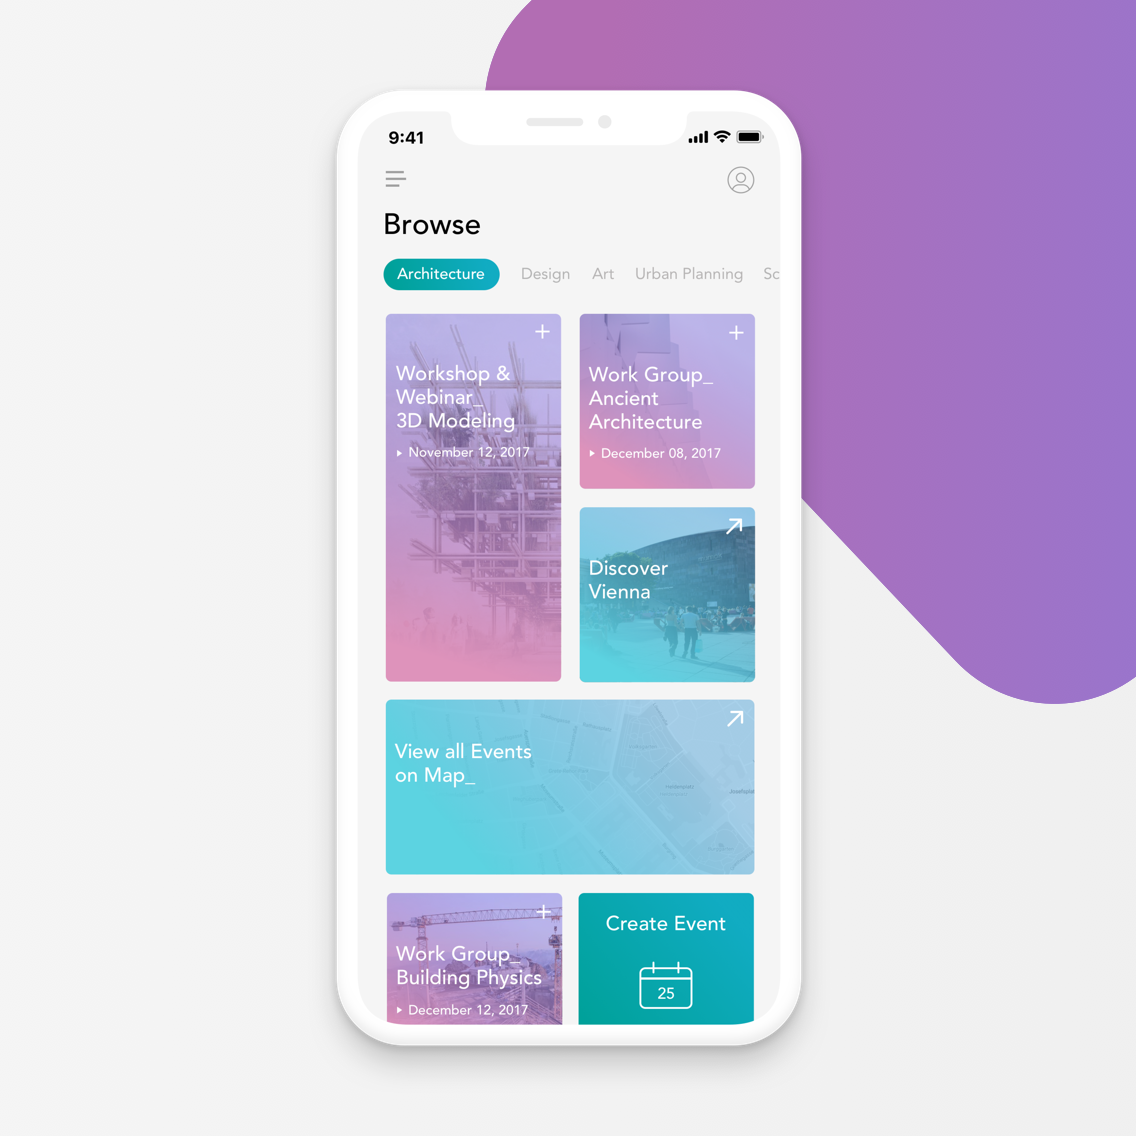 9:41
Browse
Architecture Design Art Urban Planning Sc
Workshop &
Webinar_
3D Modeling
November 12, 2017
Work Group_
Ancient
Architecture
December 08, 2017
Discover
Vienna
View all Events
on Map_
Work Group_
Building Physics
December 12, 2017
Create Event
25